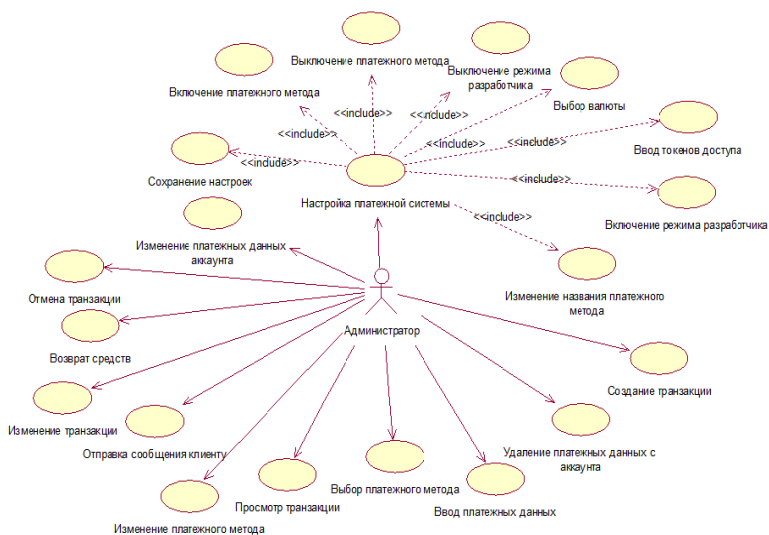 Выключение платежного метода
Включение платежного метода
Выключение режима
разработчика
Выбор валюты
<<include>>
<<include>>
<<include>>
<<include>>
<<include>>
Ввод токенов доступа
<<include>>
Сохранение настроек
<<include>>
Настройка платежной системы
<<include>>
Включение режима разработчика
Изменение платежных данных
аккаунта
Изменение названия платежного
метода
Отмена транзакции
Администратор
Возврат средств
Создание транзакции
Изменение транзакции
Отправка сообщения клиенту
Удаление платежных данных с
аккаунта
Выбор платежного метода
Просмотр транзакции
Ввод платежных данных
Изменение платежного метода